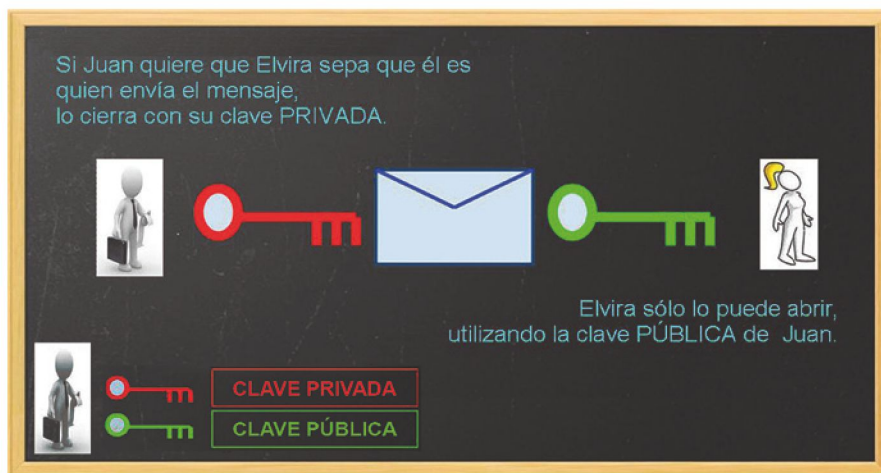 Si Juan quiere que Elvira sepa que él es
quien envía el mensaje,
lo cierra con su clave PRIVADA.
Elvira sólo lo puede abrir,
utilizando la clave PÚBLICA de Juan.
CLAVE PRIVADA
CLAVE PÚBLICA